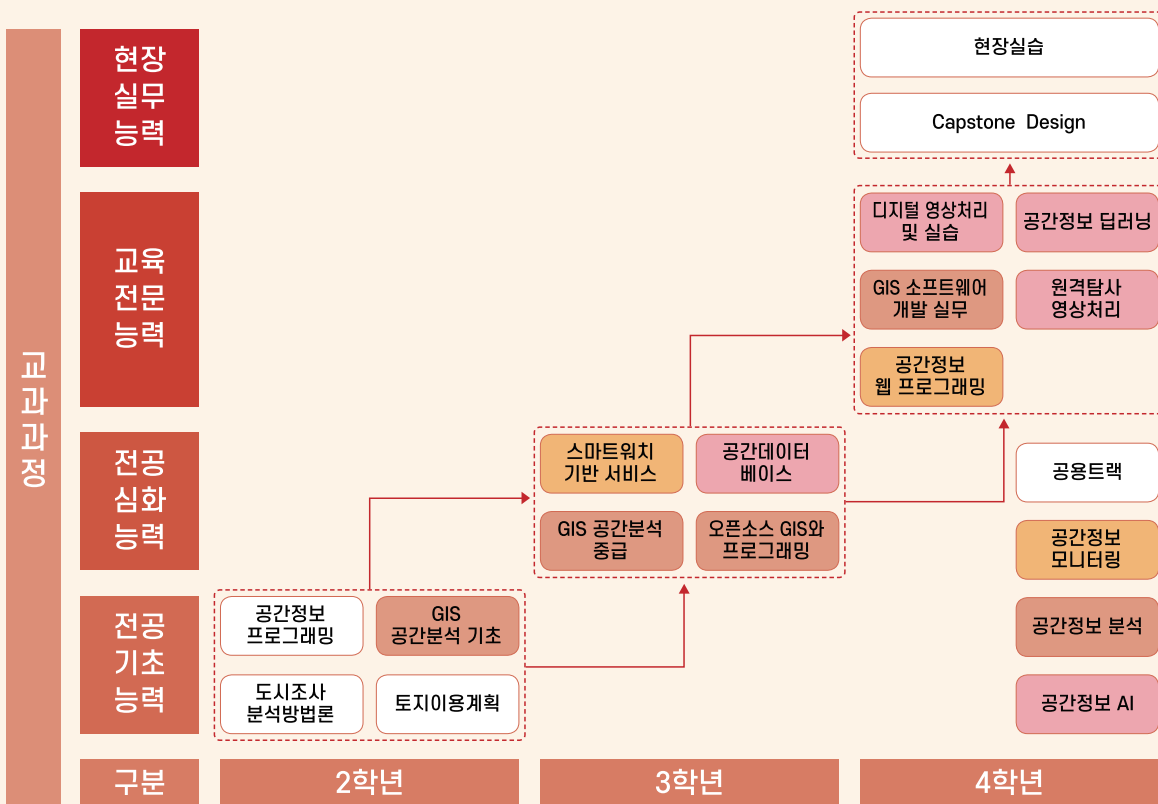 교과과정
현장
실무
능력
현장실습
Capstone Design
교육
전문
능력
디지털 영상처리
및 실습
공간정보 딥러닝
GIS 소프트웨어
개발 실무
원격탐사
영상처리
공간정보
웹 프로그래밍
전공
심화
능력
스마트워치
기반 서비스
공간데이터
베이스
GIS 공간분석
중급
오픈소스 GIS와
프로그래밍
공용트랙
공간정보
모니터링
공간정보 분석
공간정보 AI
전공
기초
능력
공간정보
프로그래밍
GIS
공간분석 기초
도시조사
분석방법론
토지이용계획
구분
2학년
3학년
4학년